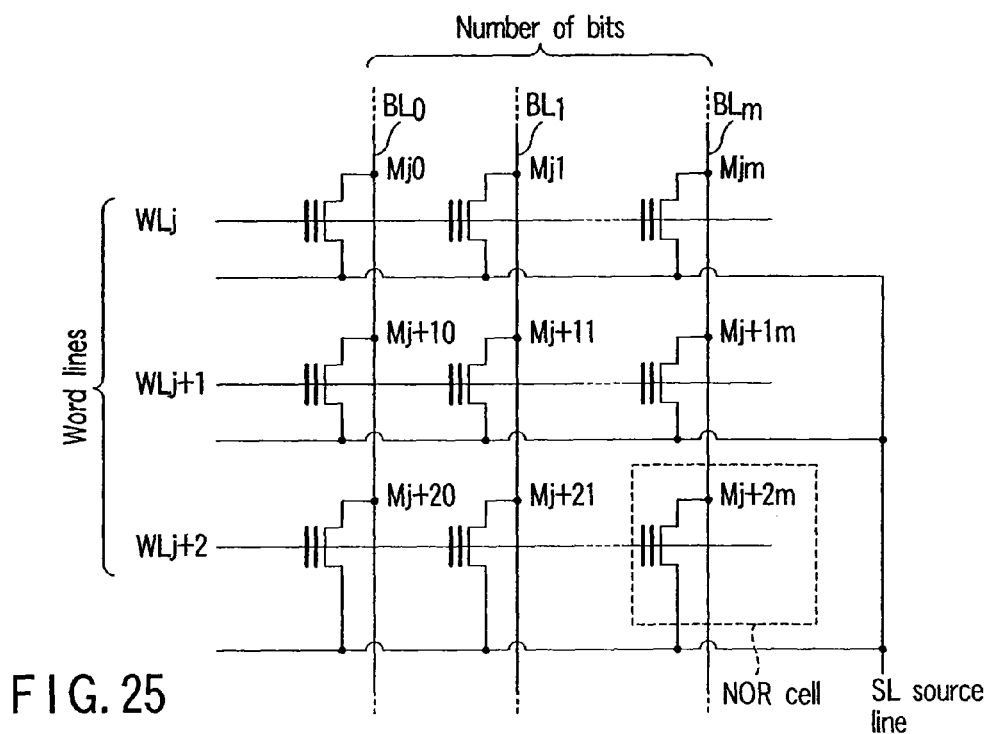 Number of bits
BL0 BL1 BLm
Mj0 Mj1 Mjm
WLj
Mj+10 Mj+11 Mj+1m
WLj+1
Word lines
Mj+20 Mj+21 Mj+2m
WLj+2
FIG. 25
NOR cell
SL source
line